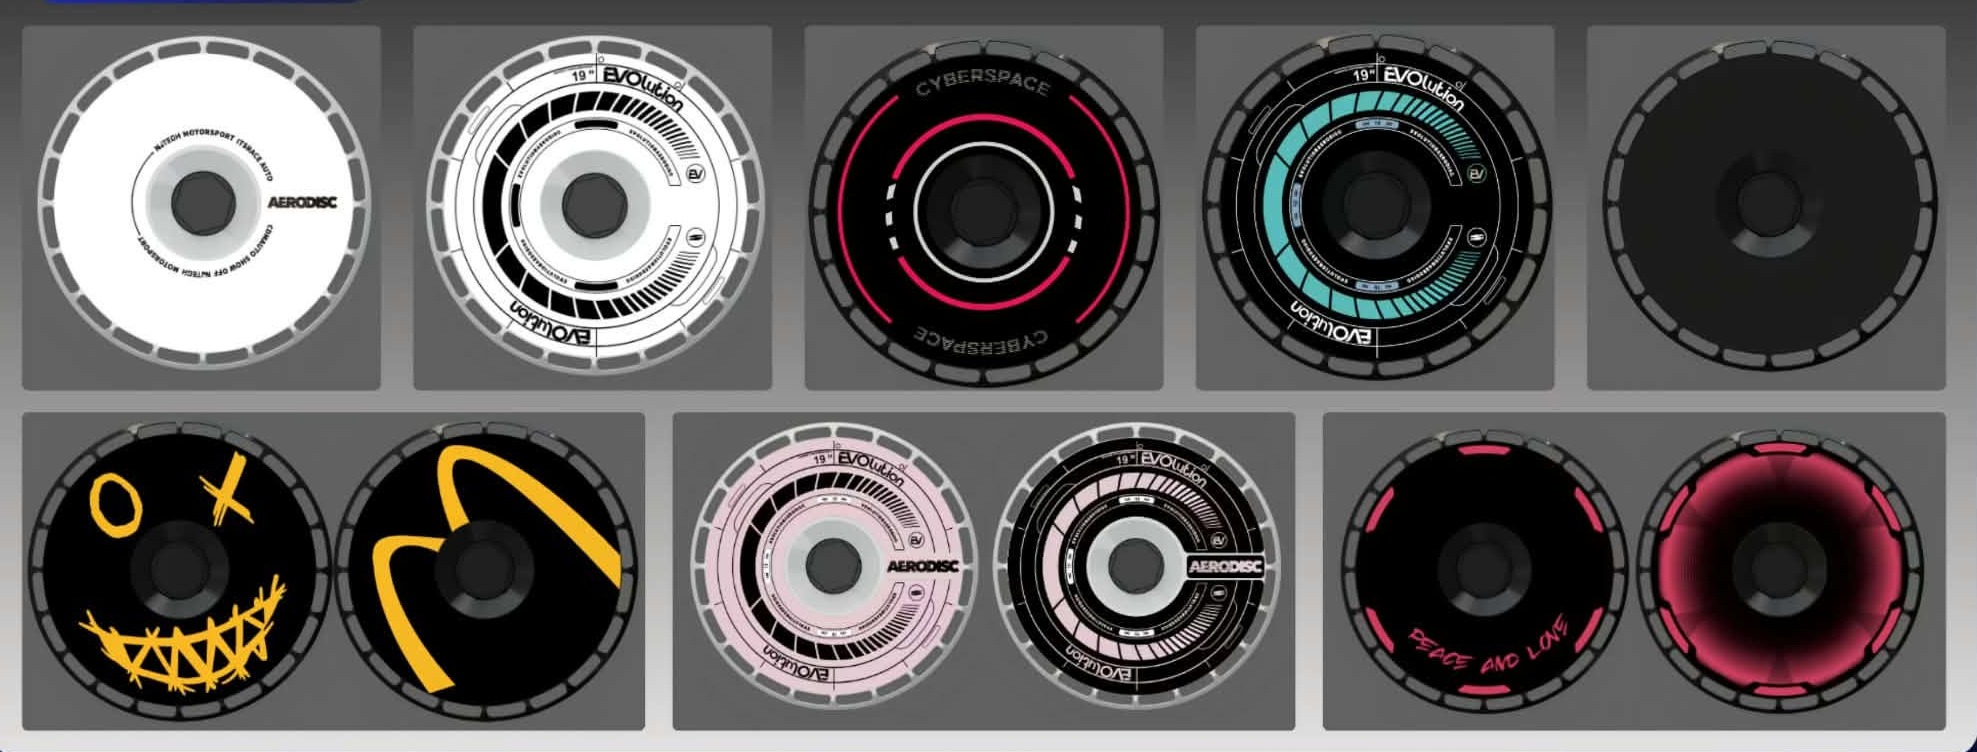 NJTECH MOTORSPORT ITSRACE AUTO
AERODISC
CDMAUTO SHOW OFF NJTECH MOTORSPORT
19" EVOlution
EV
EVOlution
CYBERSPACE
CYBERSPACE
19" EVOlution
EV
EVOlution
19" EVOlution
EV
AERODISC
EVOlution
19" EVOlution
EV
AERODISC
EVOlution
PEACE AND LOVE